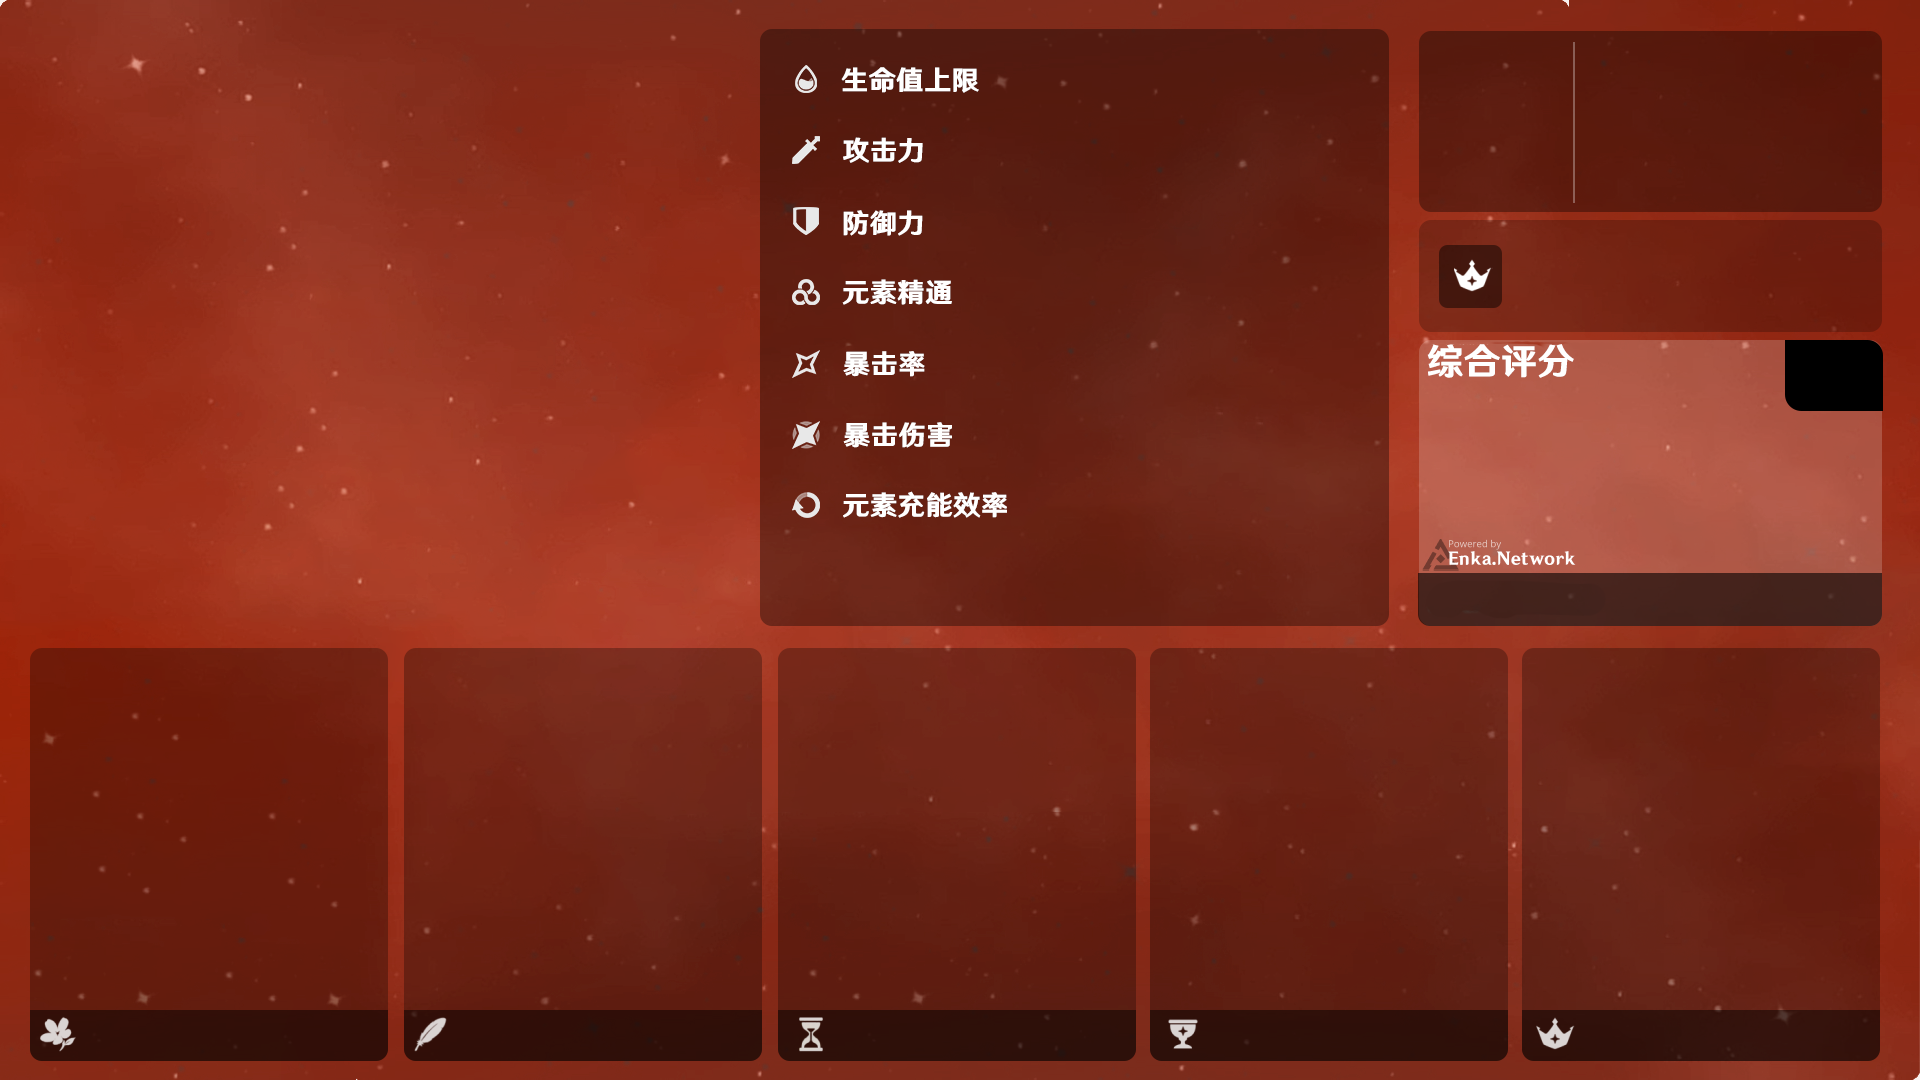 生命值上限
攻击力
防御力
元素精通
暴击率
暴击伤害
元素充能效率
综合评分
Powered by
Enka.Network